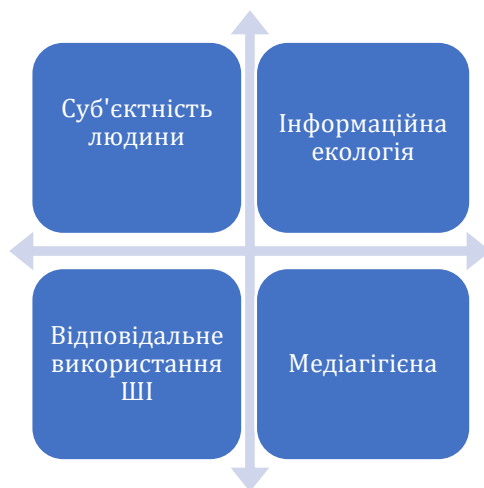 Суб'єктність
людини
Інформаційна
екологія
Відповідальне
використання
ШІ
Медіагігієна